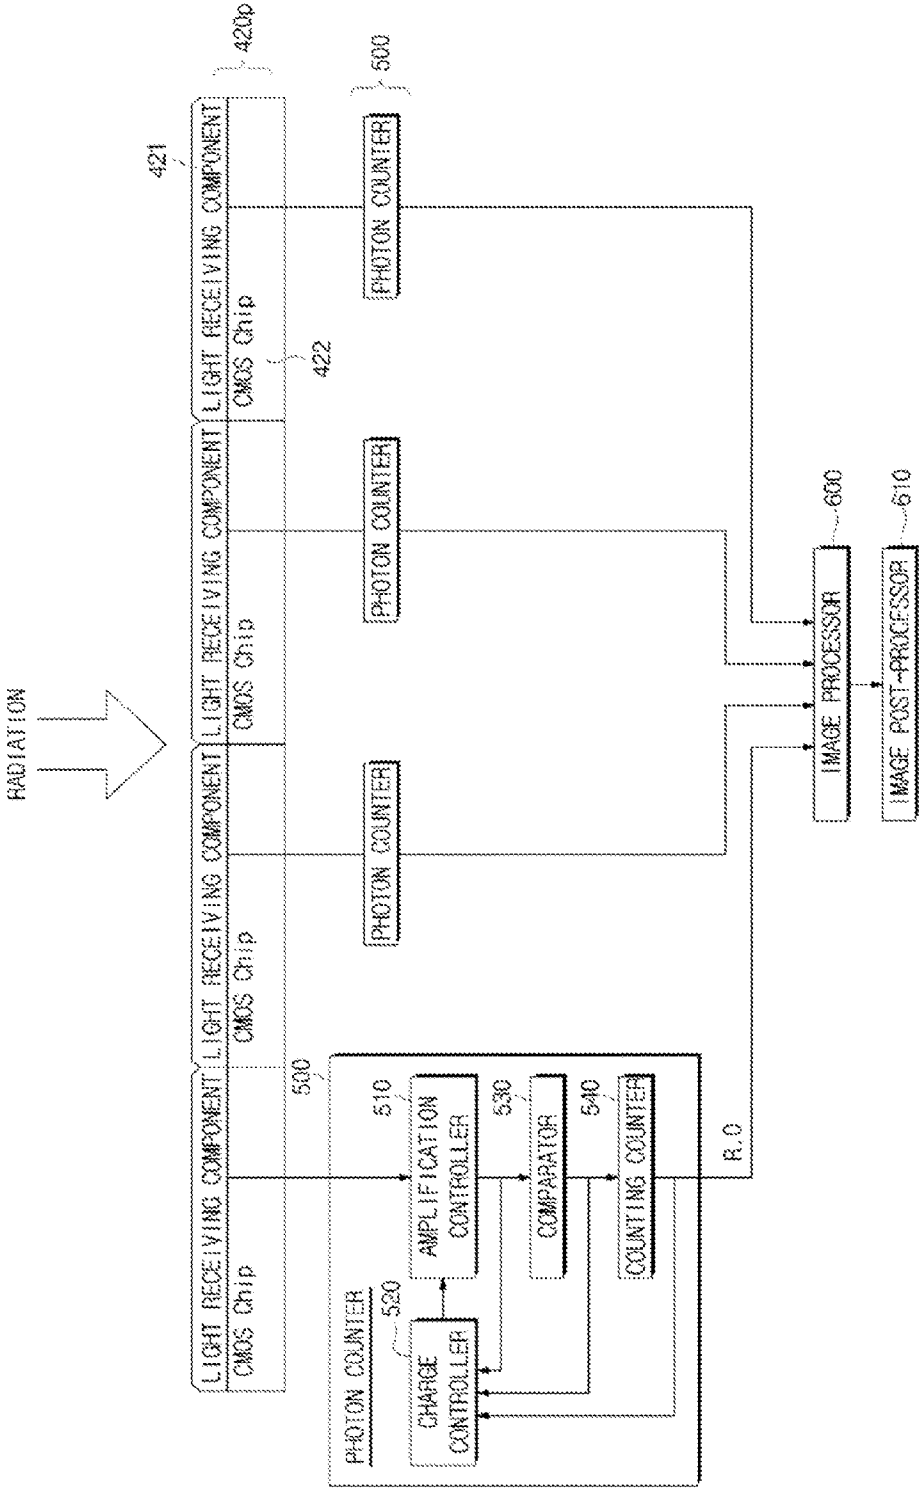 RADIATION
420p
421
LIGHT RECEIVING COMPONENT
LIGHT RECEIVING COMPONENT
LIGHT RECEIVING COMPONENT
LIGHT RECEIVING COMPONENT
CMOS Chip
CMOS Chip
CMOS Chip
CMOS Chip
422
500
PHOTON COUNTER
500
PHOTON COUNTER
PHOTON COUNTER
PHOTON COUNTER
520
CHARGE
CONTROLLER
510
AMPLIFICATION
CONTROLLER
530
COMPARATOR
540
COUNTING COUNTER
R.O
IMAGE PROCESSOR
600
IMAGE POST-PROCESSOR
610